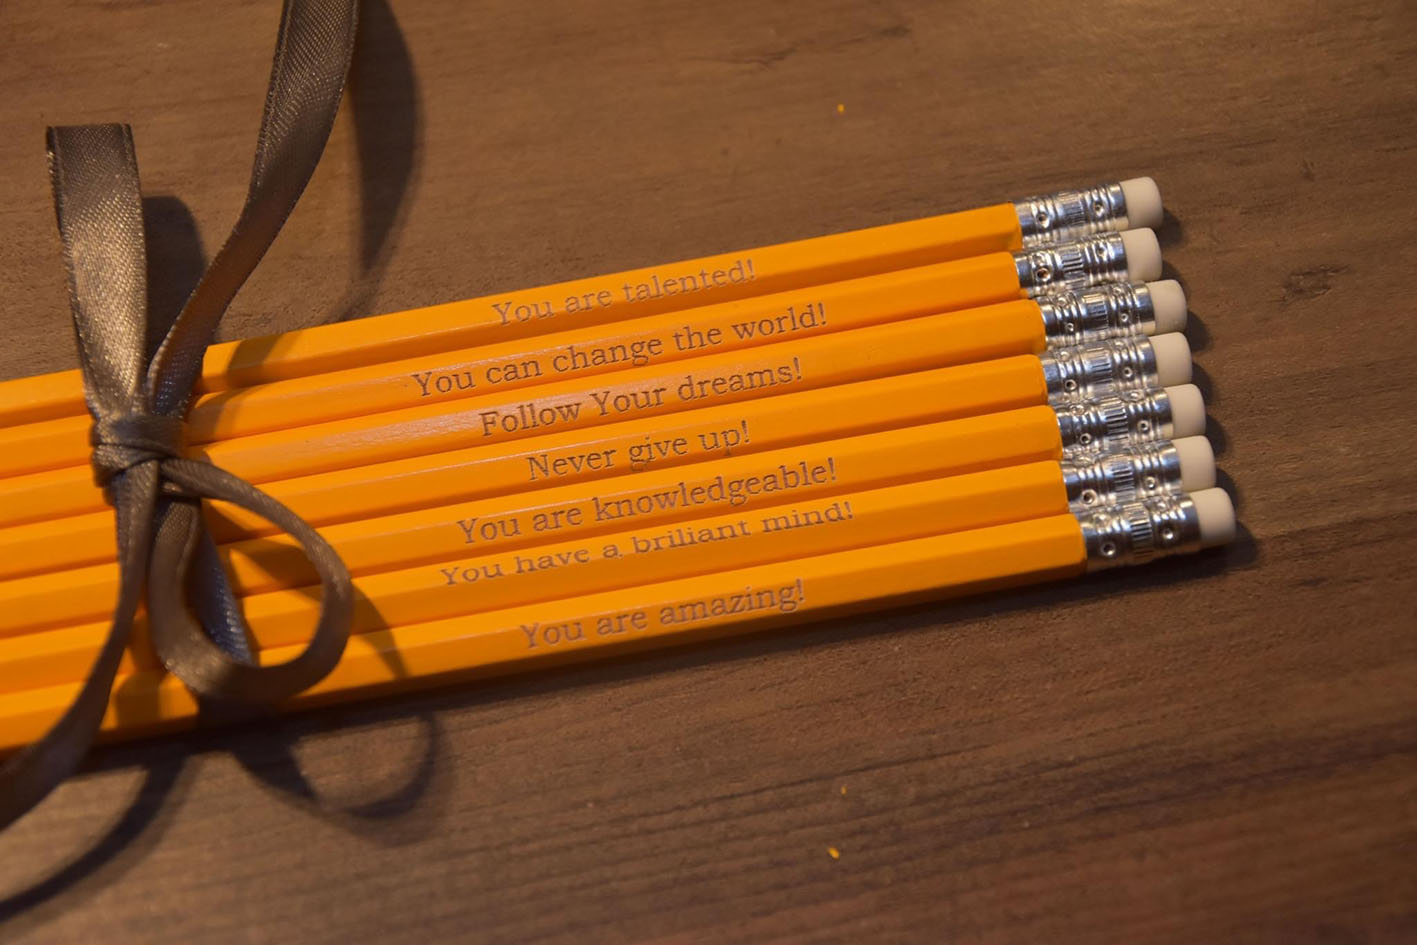 You are talented!
You can change the world!
Follow Your dreams!
Never give up!
You are knowledgeable!
You have a briliant mind!
You are amazing!